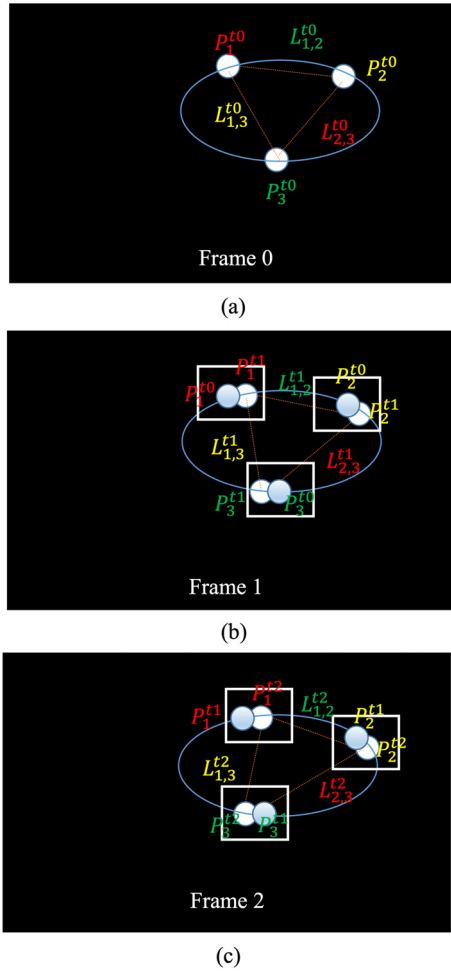 P_1^{t0} L_{1,2}^{t0} P_2^{t0}
L_{1,3}^{t0} L_{2,3}^{t0}
P_3^{t0}
Frame 0
(a)
P_1^{t0} P_1^{t1} L_{1,2}^{t1} P_2^{t0} P_2^{t1}
L_{1,3}^{t1} L_{2,3}^{t1}
P_3^{t1} P_3^{t0}
Frame 1
(b)
P_1^{t1} P_1^{t2} L_{1,2}^{t2} P_2^{t1} P_2^{t2}
L_{1,3}^{t2} L_{2,3}^{t2}
P_3^{t2} P_3^{t1}
Frame 2
(c)